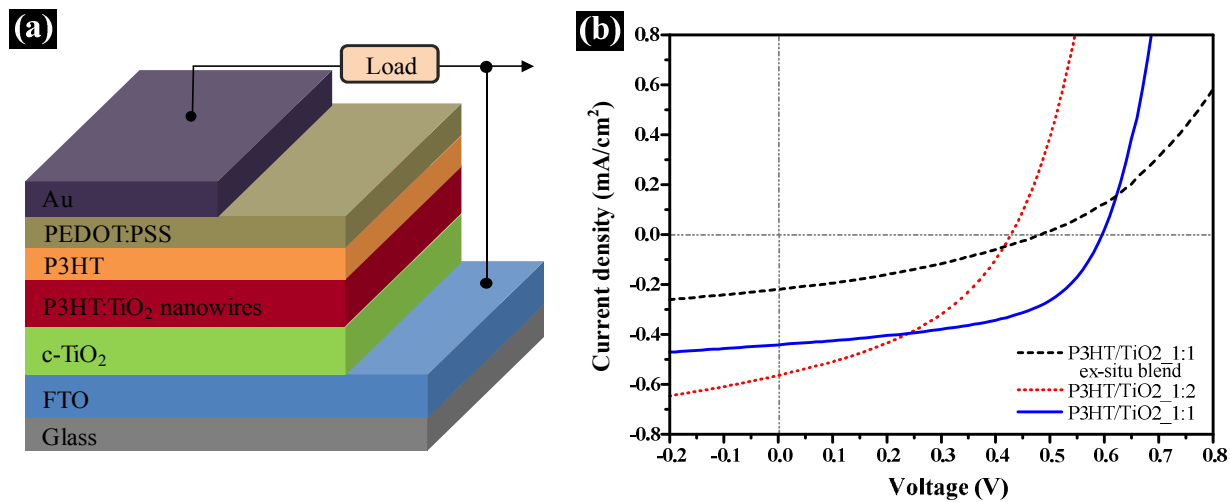 (a)
Load
Au
PEDOT:PSS
P3HT
P3HT:TiO₂ nanowires
c-TiO₂
FTO
Glass
(b)
Current density (mA/cm²)
0.8
0.6
0.4
0.2
0.0
-0.2
-0.4
-0.6
-0.8
P3HT/TiO2_1:1
ex-situ blend
P3HT/TiO2_1:2
P3HT/TiO2_1:1
-0.2 -0.1 0.0 0.1 0.2 0.3 0.4 0.5 0.6 0.7 0.8
Voltage (V)